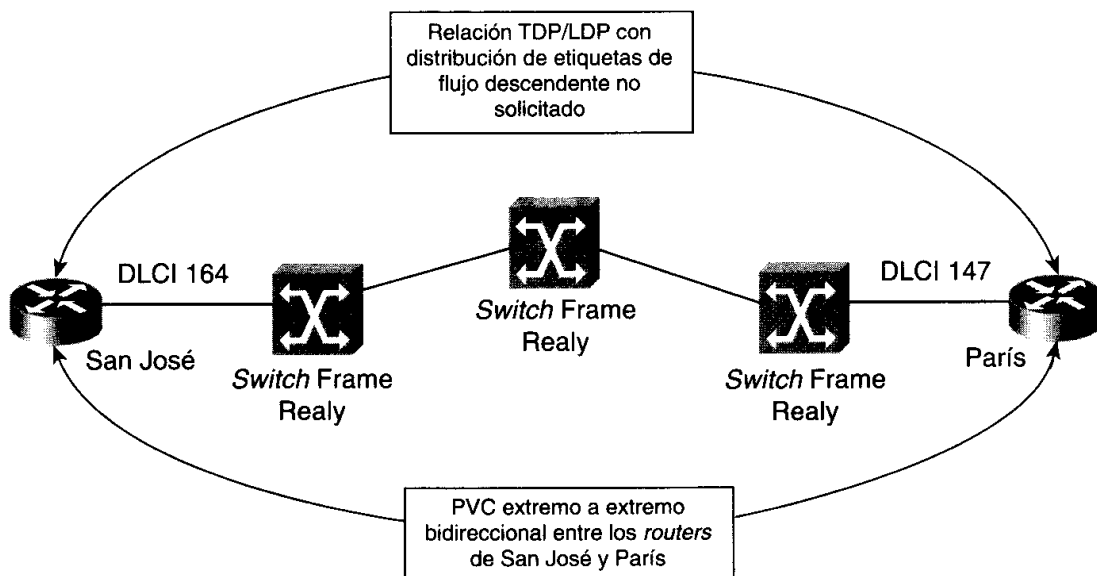 Relación TDP/LDP con
distribución de etiquetas de
flujo descendente no
solicitado
DLCI 164
DLCI 147
San José
Switch Frame
Realy
Switch Frame
Realy
Switch Frame
Realy
París
PVC extremo a extremo
bidireccional entre los routers
de San José y París